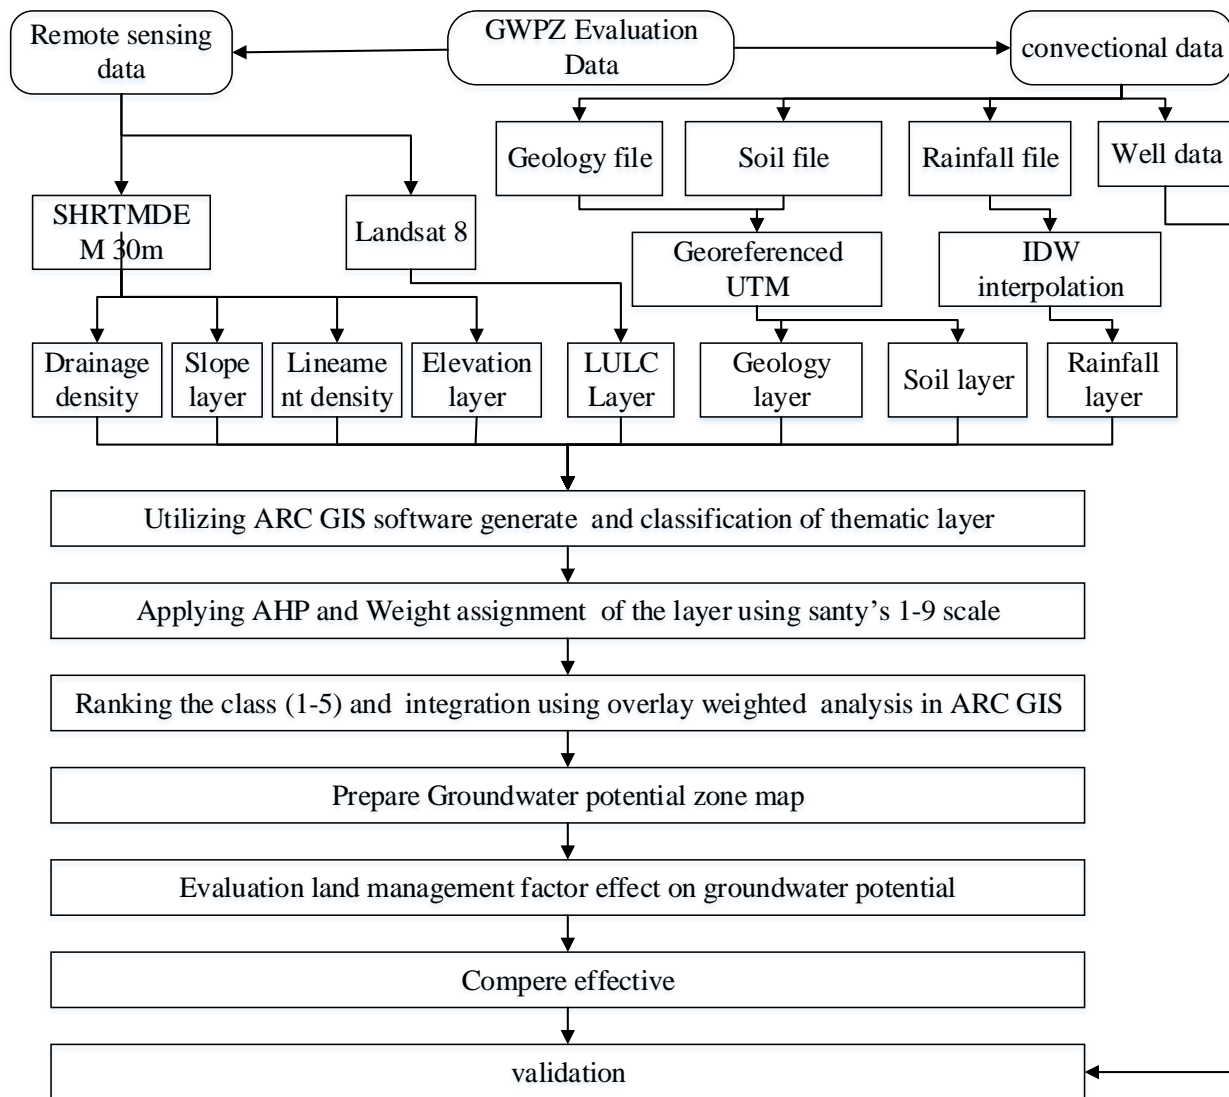 Remote sensing
data
GWPZ Evaluation
Data
convectional data
Geology file
Soil file
Rainfall file
Well data
SHRTMDE
M 30m
Landsat 8
Georeferenced
UTM
IDW
interpolation
Drainage
density
Slope
layer
Lineame
nt density
Elevation
layer
LULC
Layer
Geology
layer
Soil layer
Rainfall
layer
Utilizing ARC GIS software generate and classification of thematic layer
Applying AHP and Weight assignment of the layer using santy's 1-9 scale
Ranking the class (1-5) and integration using overlay weighted analysis in ARC GIS
Prepare Groundwater potential zone map
Evaluation land management factor effect on groundwater potential
Compere effective
validation